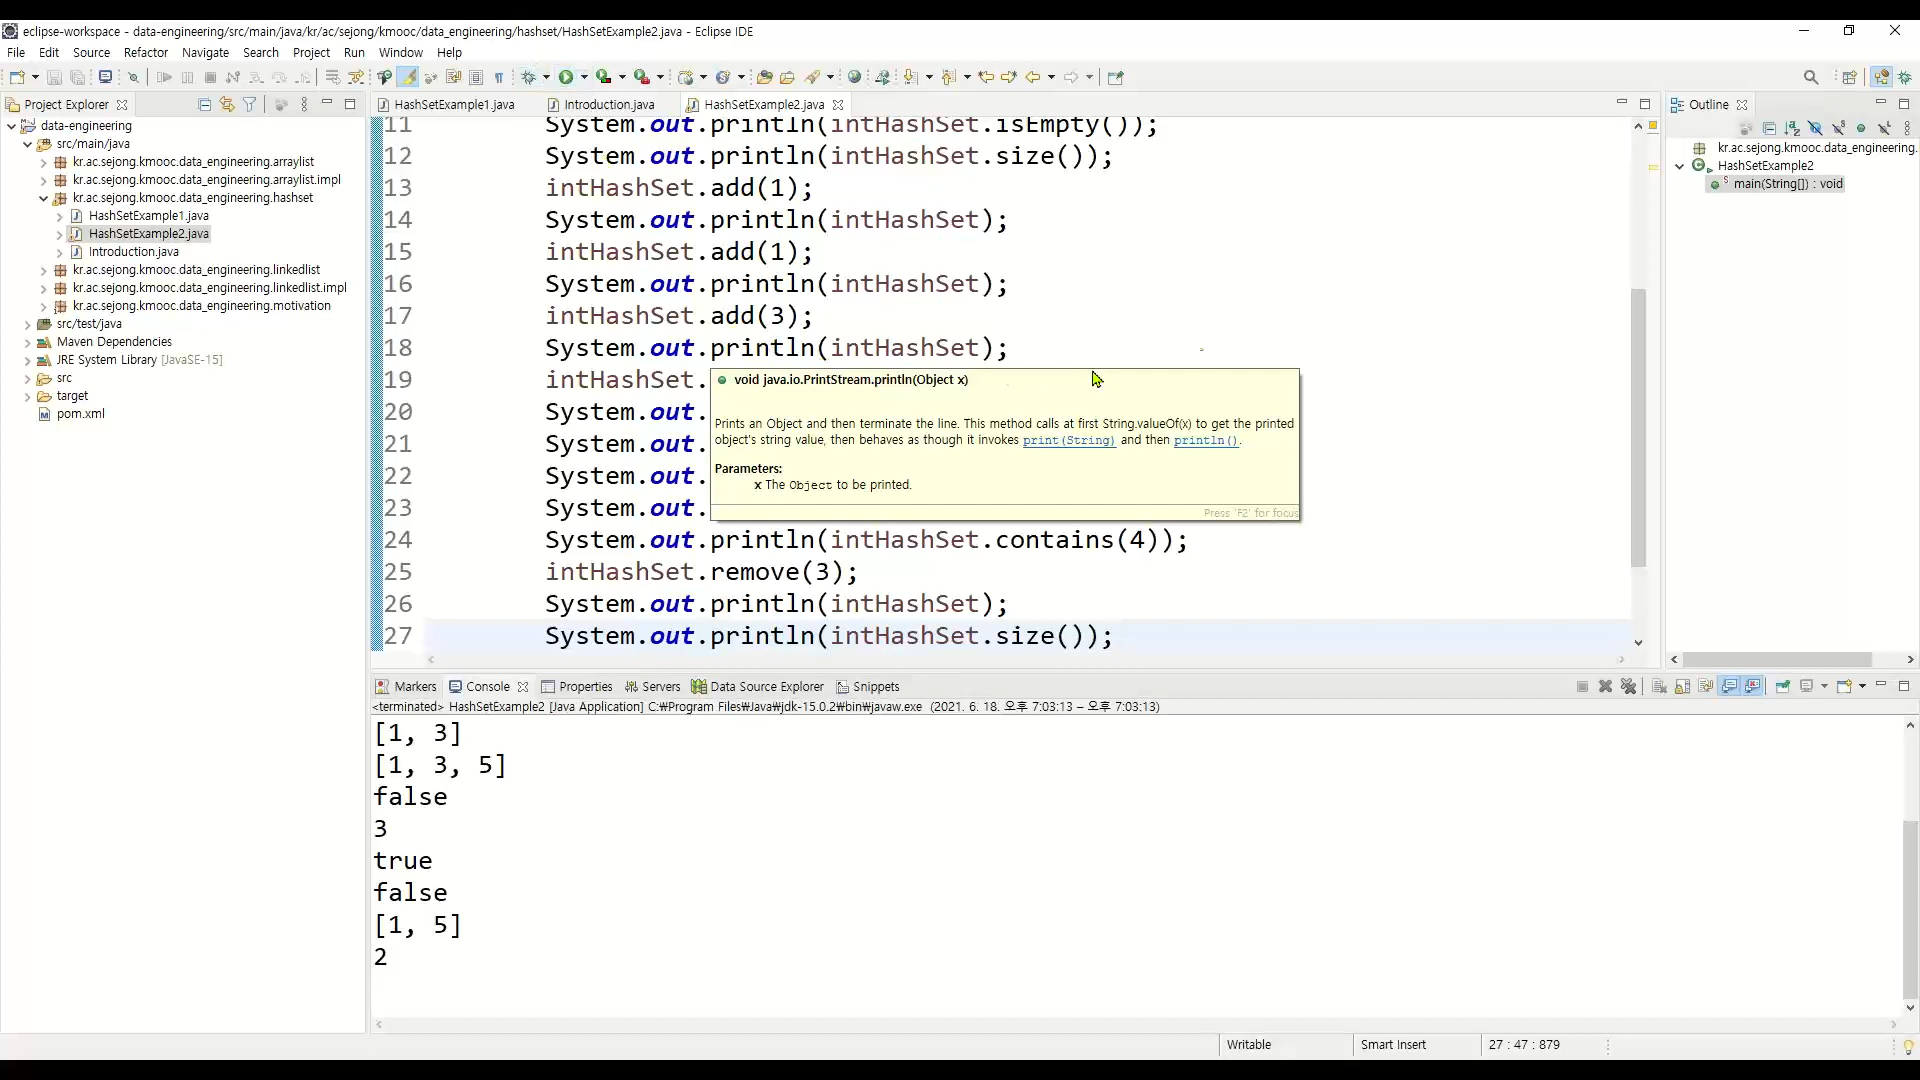 eclipse-workspace - data-engineering/src/main/java/kr/ac/sejong/kmooc/data_engineering/hashset/HashSetExample2.java - Eclipse IDE
File Edit Source Refactor Navigate Search Project Run Window Help
Project Explorer
data-engineering
src/main/java
kr.ac.sejong.kmooc.data_engineering.arraylist
kr.ac.sejong.kmooc.data_engineering.arraylist.impl
kr.ac.sejong.kmooc.data_engineering.hashset
HashSetExample1.java
HashSetExample2.java
Introduction.java
kr.ac.sejong.kmooc.data_engineering.linkedlist
kr.ac.sejong.kmooc.data_engineering.linkedlist.impl
kr.ac.sejong.kmooc.data_engineering.motivation
src/test/java
Maven Dependencies
JRE System Library [JavaSE-15]
src
target
pom.xml
HashSetExample1.java Introduction.java HashSetExample2.java
11 System.out.println(intHashSet.isEmpty());
12 System.out.println(intHashSet.size());
13 intHashSet.add(1);
14 System.out.println(intHashSet);
15 intHashSet.add(1);
16 System.out.println(intHashSet);
17 intHashSet.add(3);
18 System.out.println(intHashSet);
19 intHashSet.
20 System.out.
21 System.out.
22 System.out.
23 System.out.
24 System.out.println(intHashSet.contains(4));
25 intHashSet.remove(3);
26 System.out.println(intHashSet);
27 System.out.println(intHashSet.size());
void java.io.PrintStream.println(Object x)
Prints an Object and then terminate the line. This method calls at first String.valueOf(x) to get the printed
object's string value, then behaves as though it invokes print(String) and then println().
Parameters:
x The Object to be printed.
Press 'F2' for focus
Outline
kr.ac.sejong.kmooc.data_engineering.
HashSetExample2
main(String[]) : void
Markers Console Properties Servers Data Source Explorer Snippets
<terminated> HashSetExample2 [Java Application] C:₩Program Files₩Java₩jdk-15.0.2₩bin₩javaw.exe (2021. 6. 18. 오후 7:03:13 – 오후 7:03:13)
[1, 3]
[1, 3, 5]
false
3
true
false
[1, 5]
2
Writable Smart Insert 27 : 47 : 879